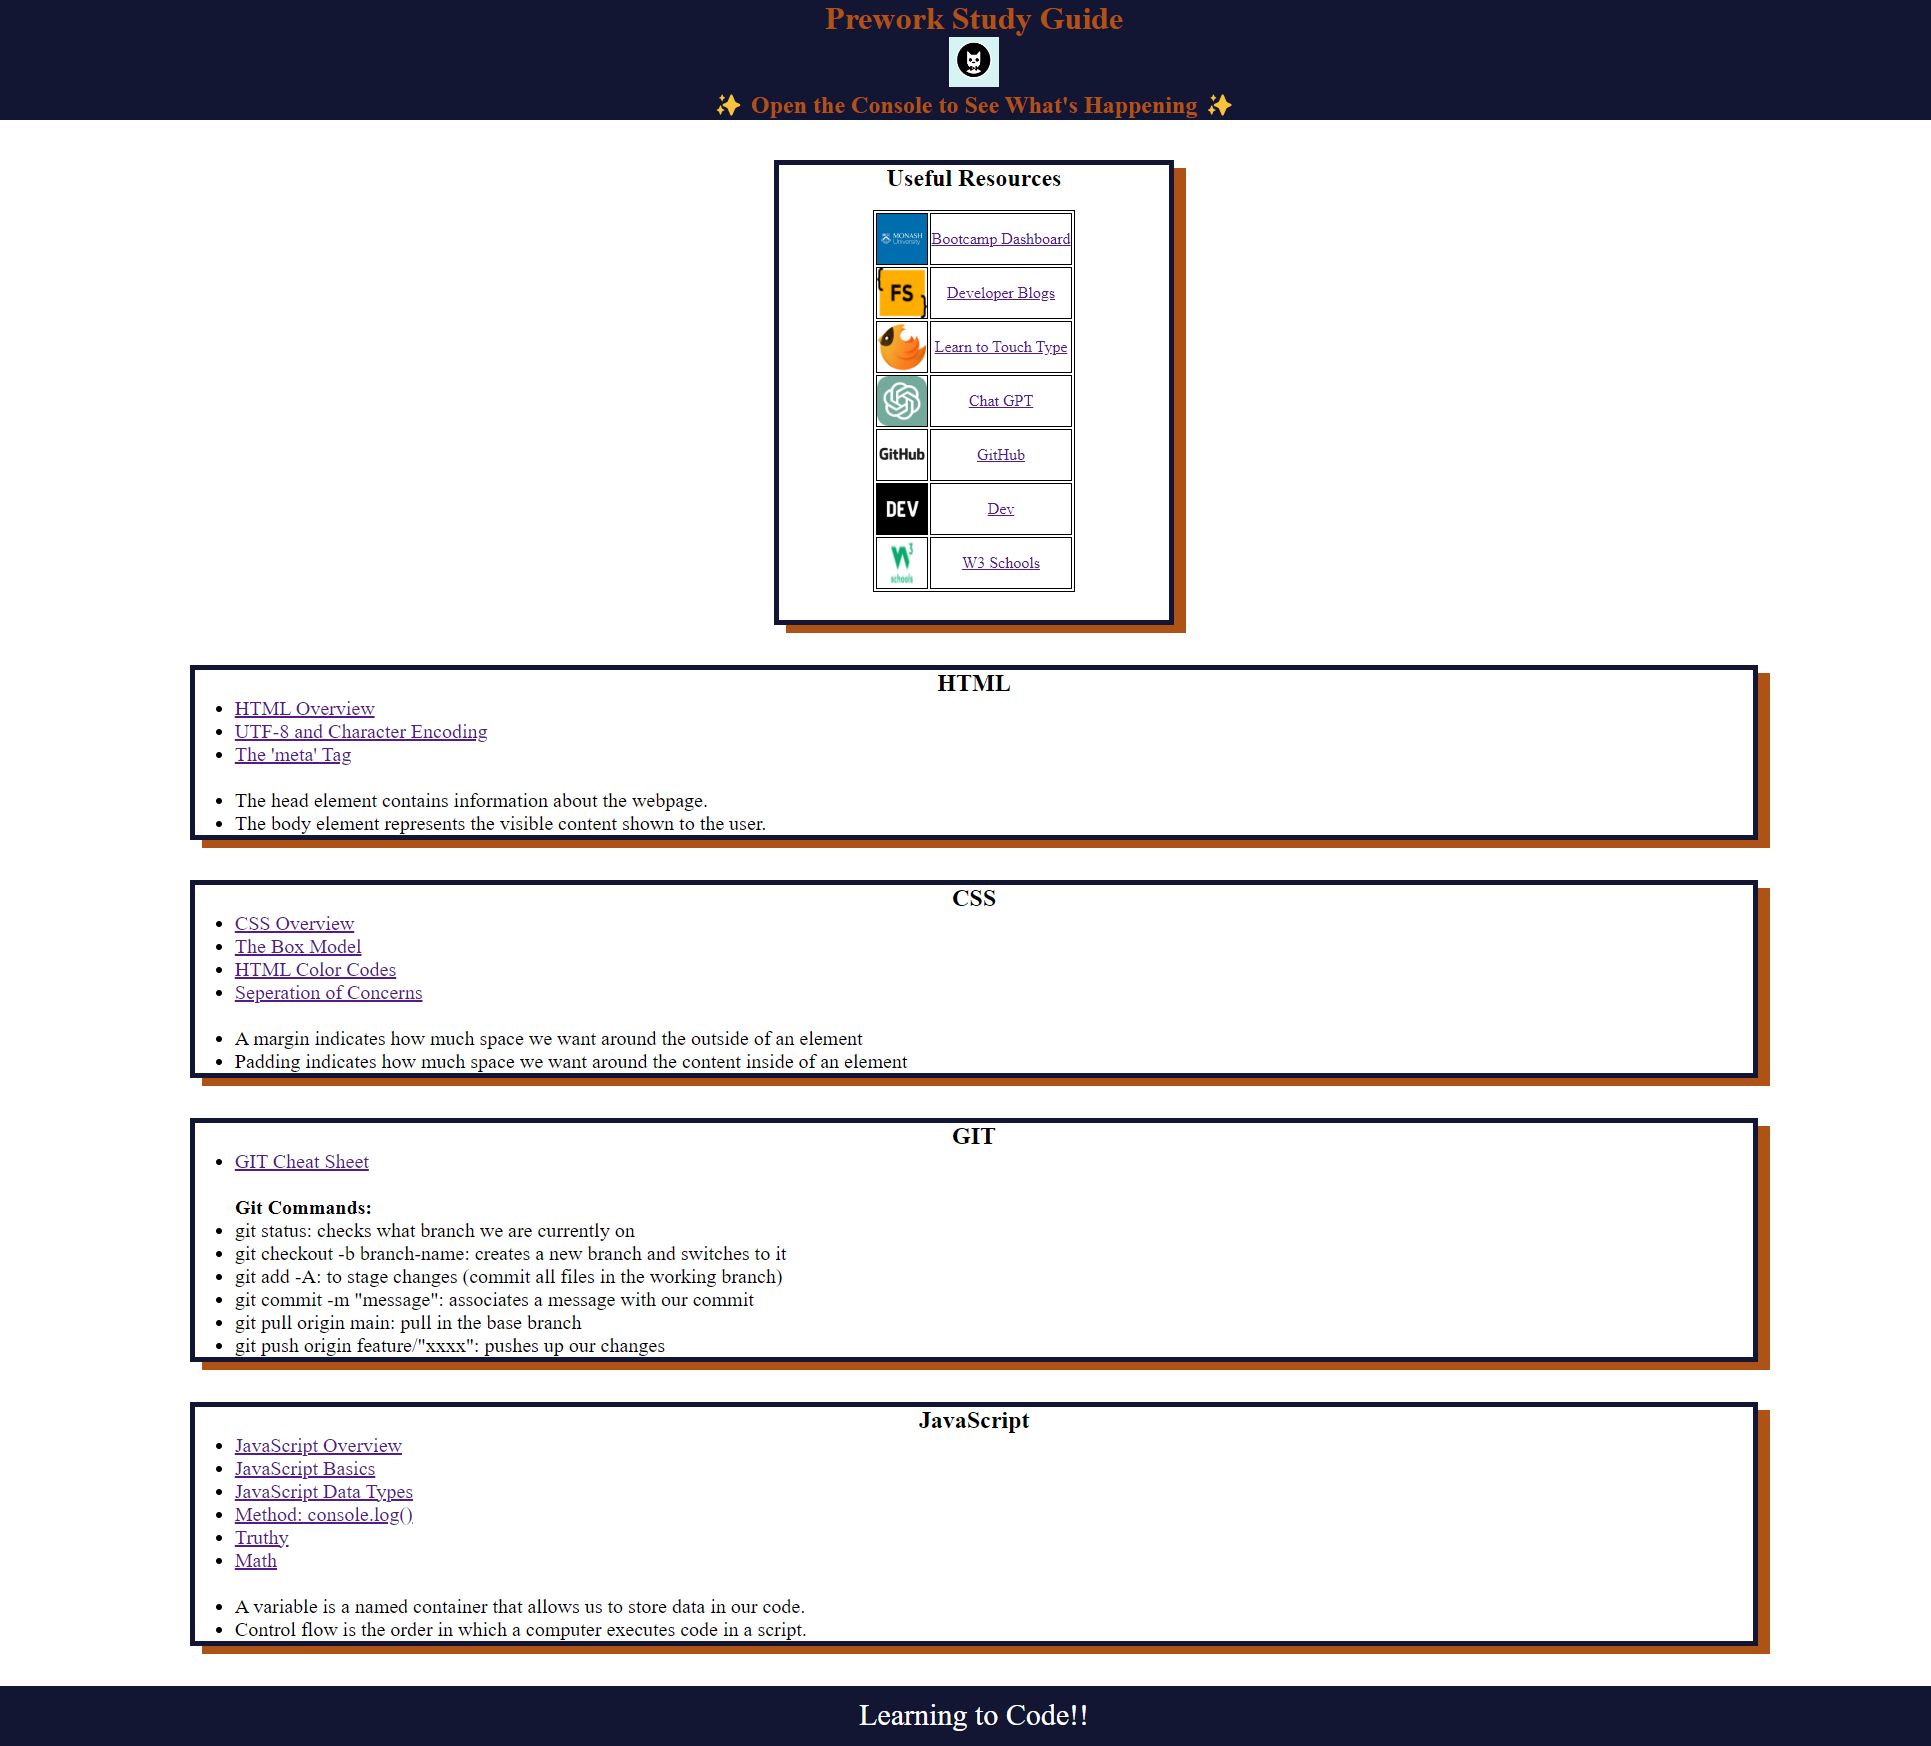 Prework Study Guide
✨ Open the Console to See What's Happening ✨
Useful Resources
MONASH University Bootcamp Dashboard
{FS} Developer Blogs
Learn to Touch Type
Chat GPT
GitHub GitHub
DEV Dev
W3 schools W3 Schools
HTML
• HTML Overview
• UTF-8 and Character Encoding
• The 'meta' Tag
• The head element contains information about the webpage.
• The body element represents the visible content shown to the user.
CSS
• CSS Overview
• The Box Model
• HTML Color Codes
• Seperation of Concerns
• A margin indicates how much space we want around the outside of an element
• Padding indicates how much space we want around the content inside of an element
GIT
• GIT Cheat Sheet
Git Commands:
• git status: checks what branch we are currently on
• git checkout -b branch-name: creates a new branch and switches to it
• git add -A: to stage changes (commit all files in the working branch)
• git commit -m "message": associates a message with our commit
• git pull origin main: pull in the base branch
• git push origin feature/"xxxx": pushes up our changes
JavaScript
• JavaScript Overview
• JavaScript Basics
• JavaScript Data Types
• Method: console.log()
• Truthy
• Math
• A variable is a named container that allows us to store data in our code.
• Control flow is the order in which a computer executes code in a script.
Learning to Code!!